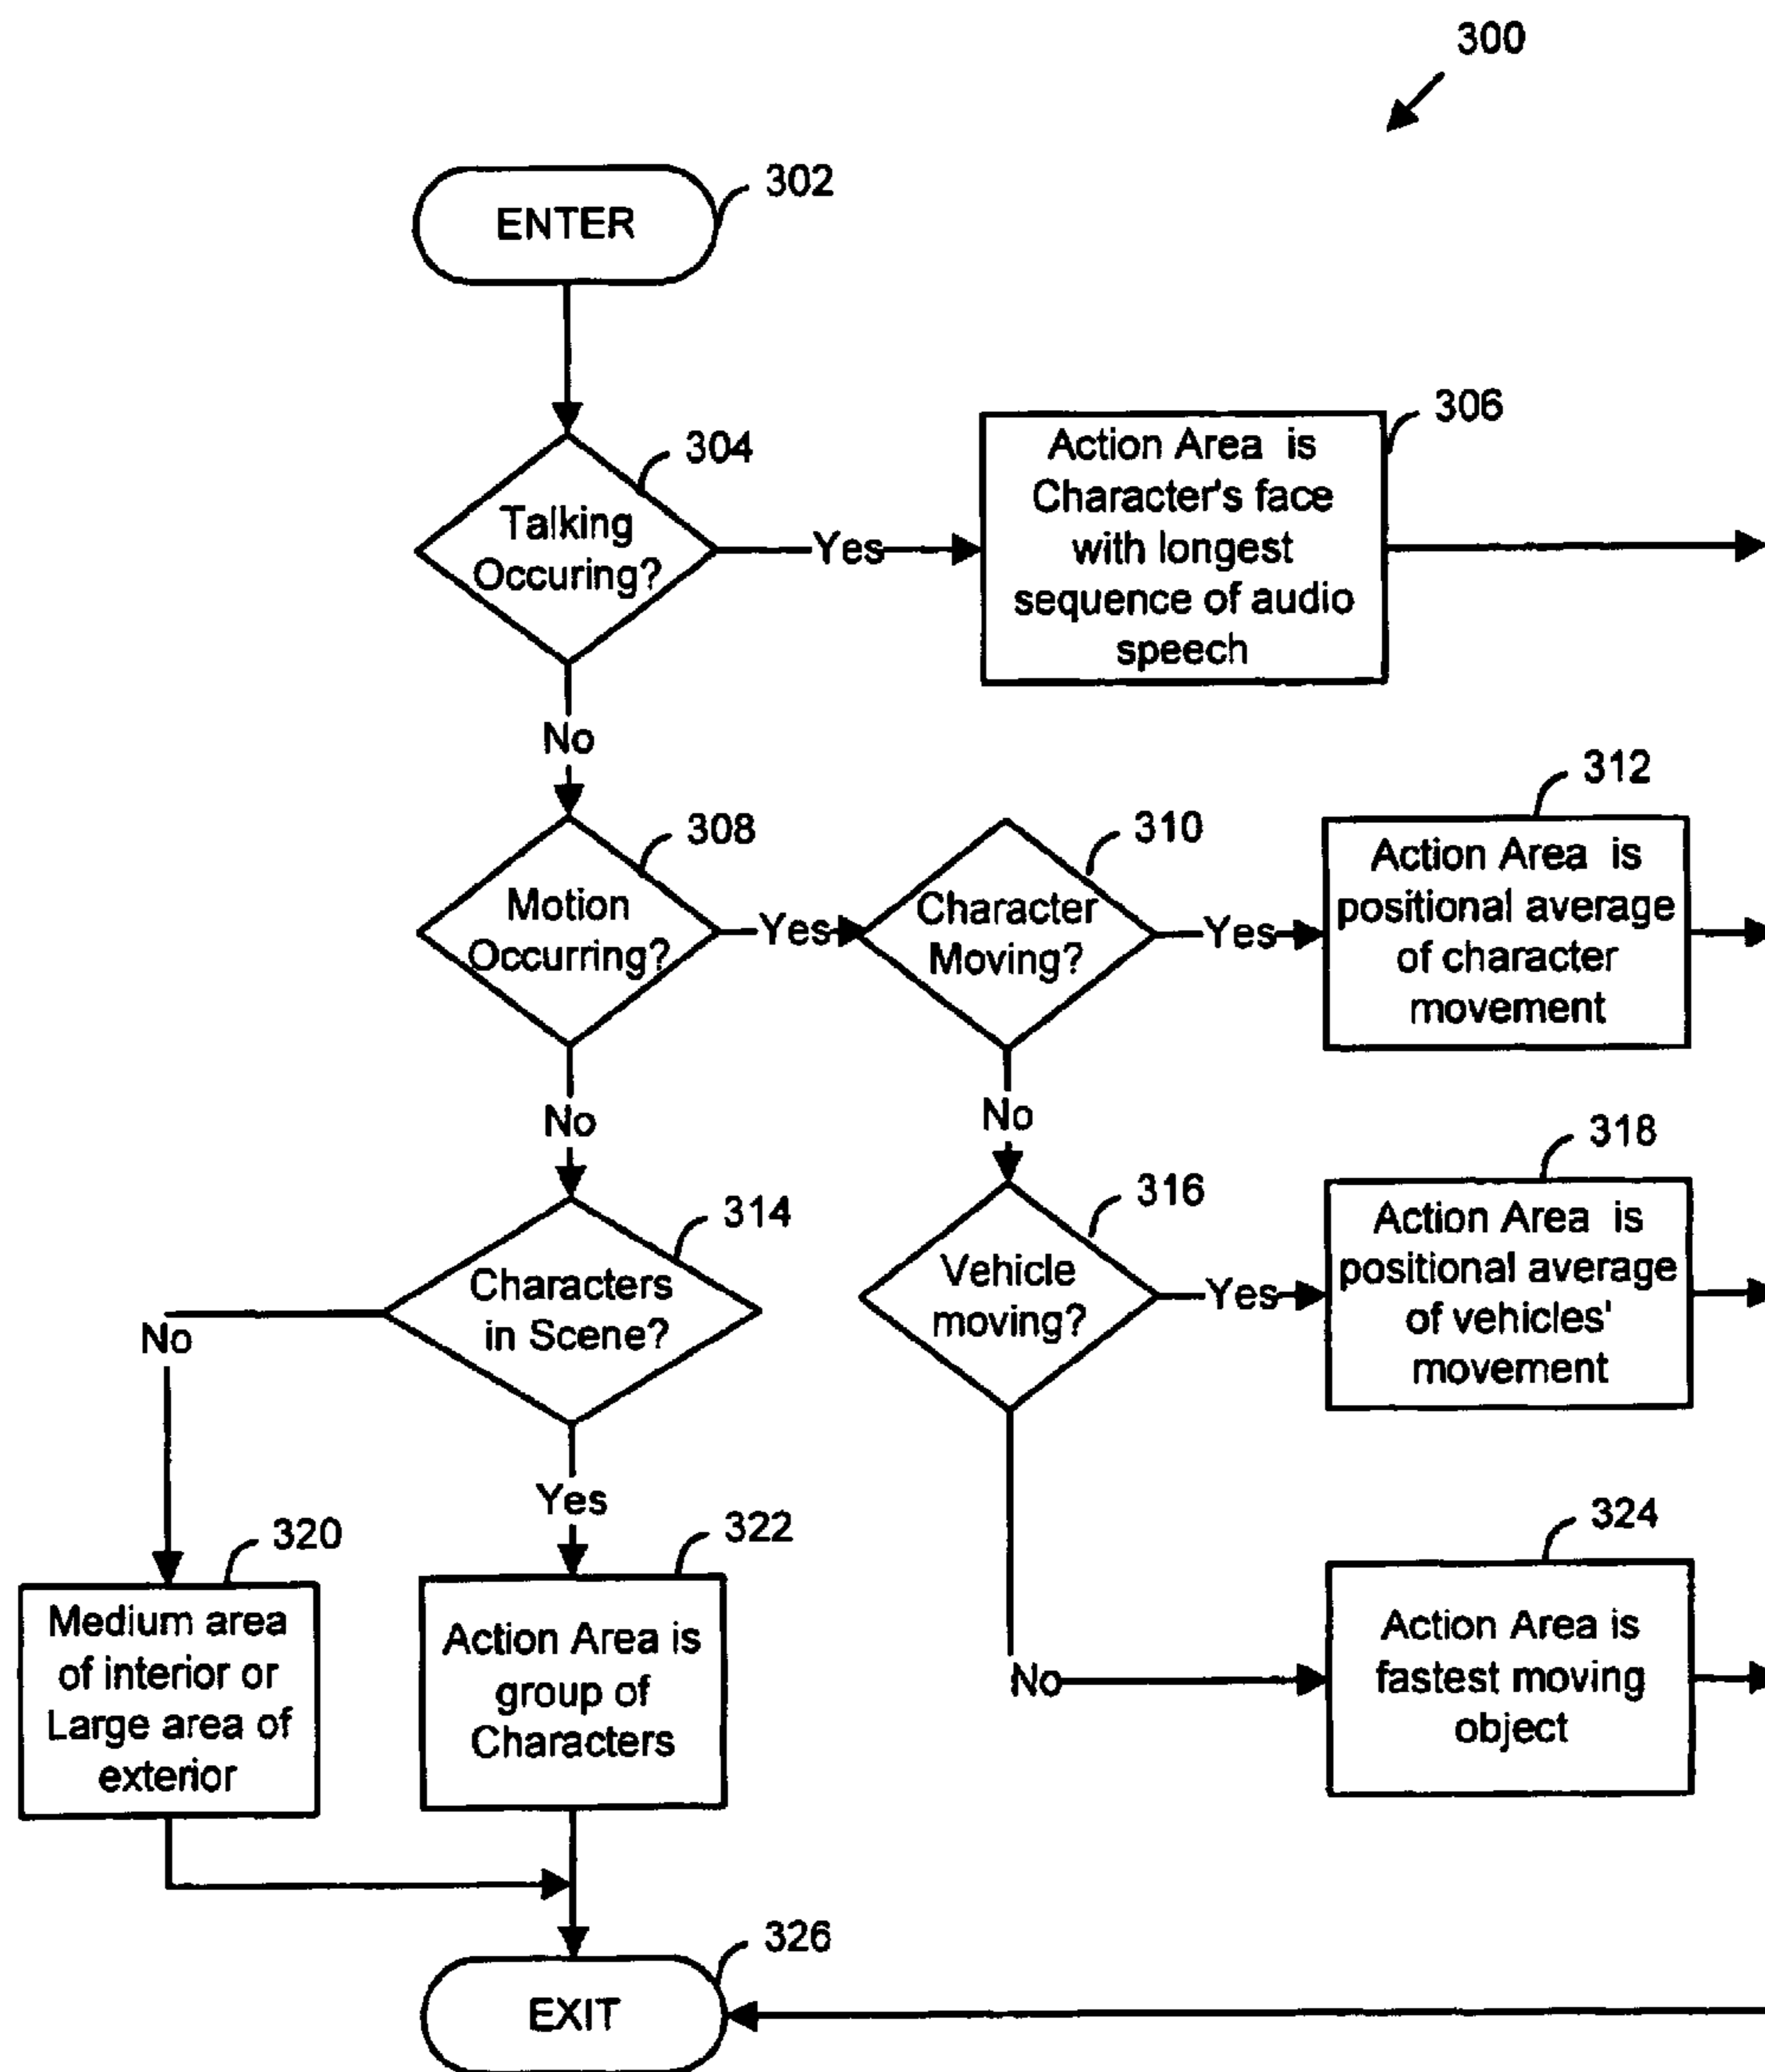 300
302
ENTER
304
Talking
Occuring?
Yes
306
Action Area is
Character's face
with longest
sequence of audio
speech
No
308
Motion
Occurring?
Yes
310
Character
Moving?
Yes
312
Action Area is
positional average
of character
movement
No
No
314
Characters
in Scene?
316
Vehicle
moving?
Yes
318
Action Area is
positional average
of vehicles'
movement
No
Yes
320
Medium area
of interior or
Large area of
exterior
322
Action Area is
group of
Characters
No
324
Action Area is
fastest moving
object
326
EXIT